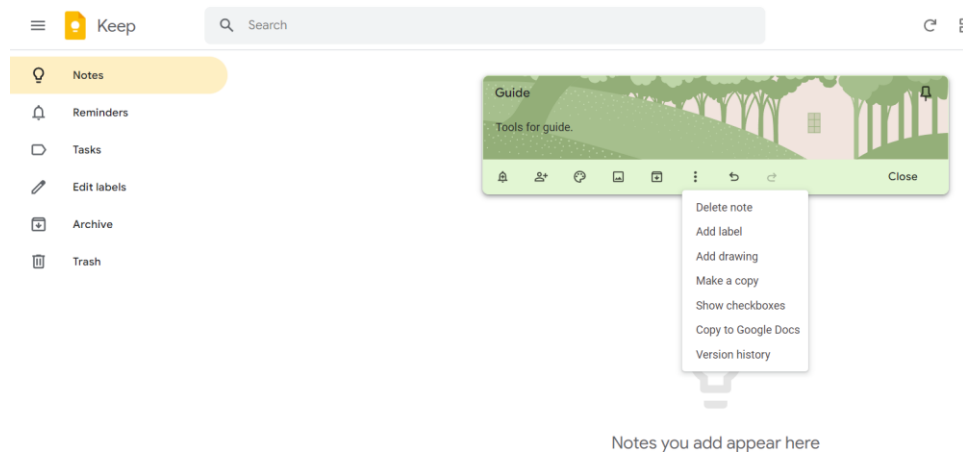 Keep
Search
Notes
Reminders
Tasks
Edit labels
Archive
Trash
Guide
Tools for guide.
Close
Delete note
Add label
Add drawing
Make a copy
Show checkboxes
Copy to Google Docs
Version history
Notes you add appear here